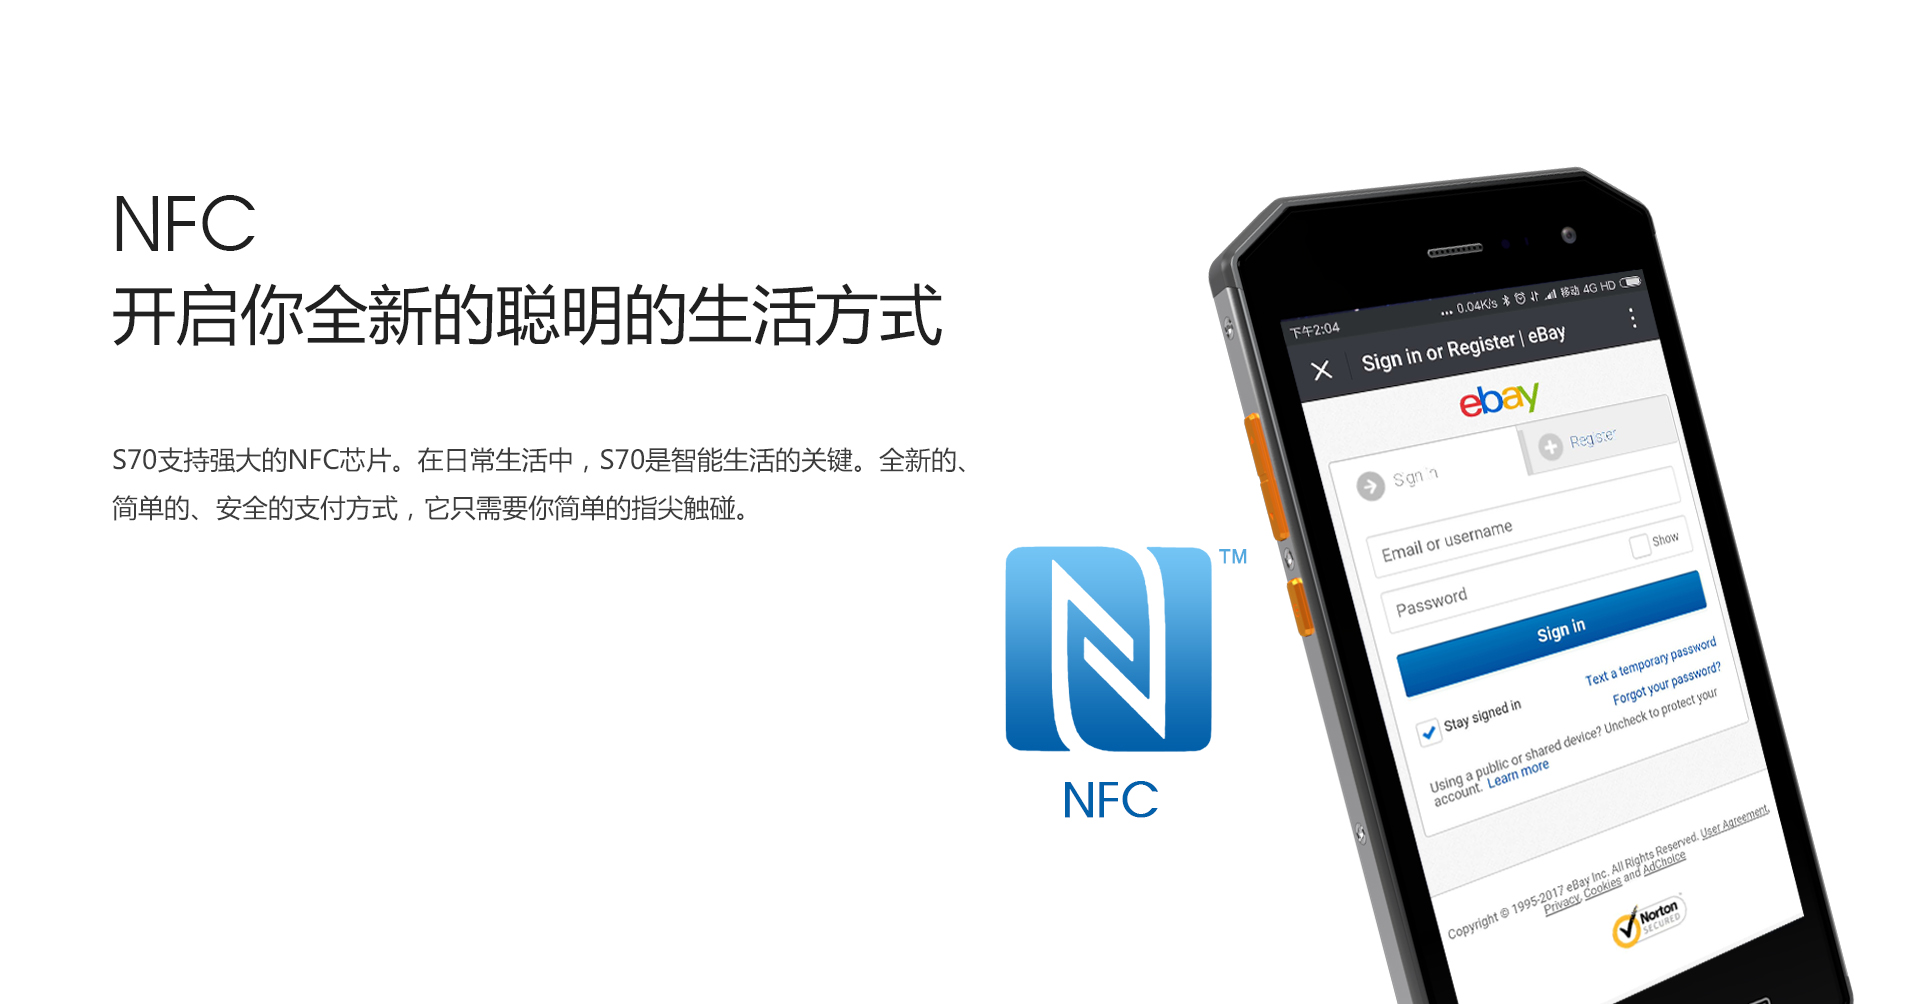 NFC
开启你全新的聪明的生活方式
S70支持强大的NFC芯片。在日常生活中，S70是智能生活的关键。全新的、
简单的、安全的支付方式，它只需要你简单的指尖触碰。
TM
NFC
下午2:04
... 0.04K/s 移动 4G HD
Sign in or Register | eBay
ebay
Sign in
Register
Email or username
Password
Show
Sign in
Text a temporary password
Forgot your password?
Stay signed in
Using a public or shared device? Uncheck to protect your
account. Learn more
Copyright © 1995-2017 eBay Inc. All Rights Reserved. User Agreement,
Privacy, Cookies and AdChoice
Norton
SECURED